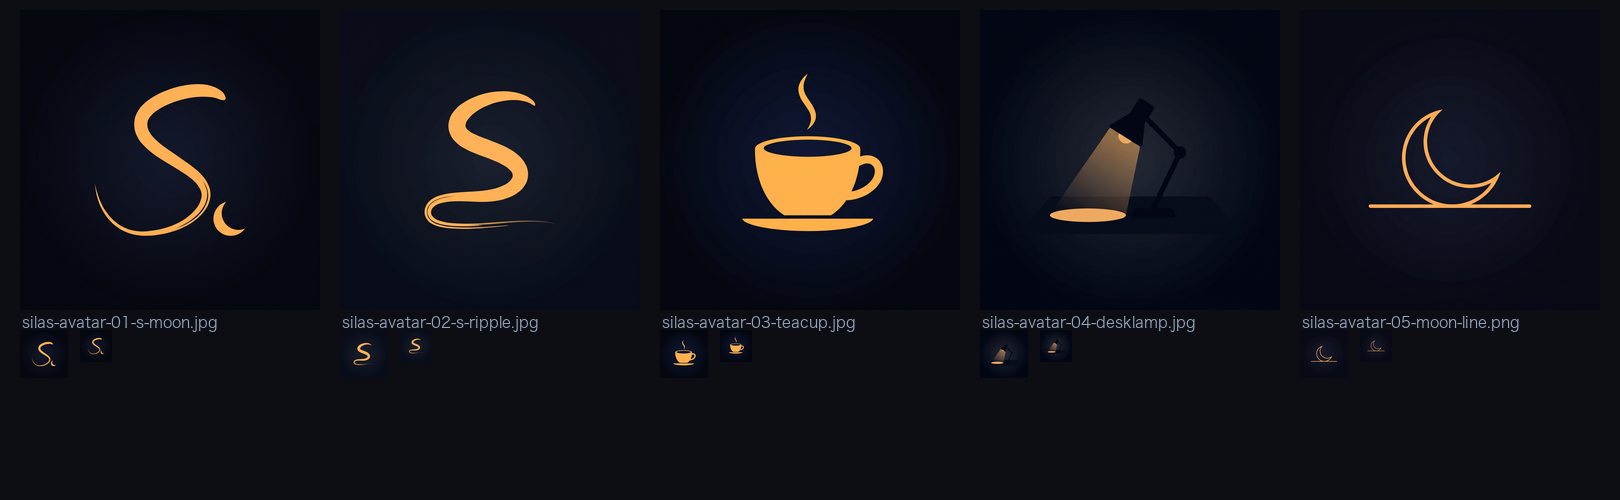 S.
S
silas-avatar-01-s-moon.jpg
silas-avatar-02-s-ripple.jpg
silas-avatar-03-teacup.jpg
silas-avatar-04-desklamp.jpg
silas-avatar-05-moon-line.png